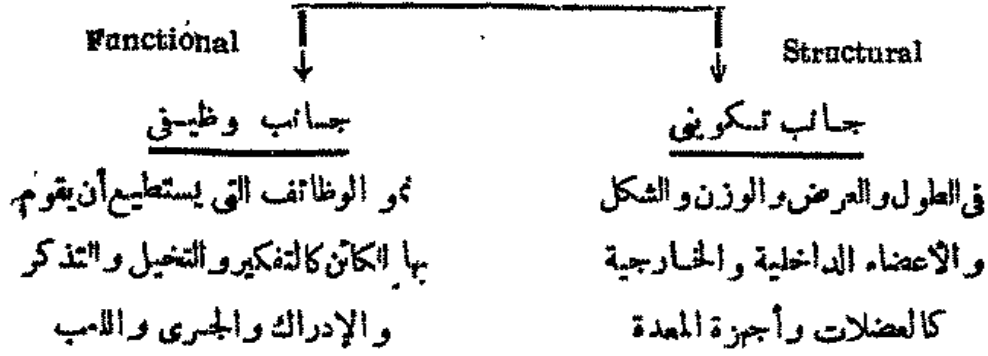 Structural
جانب تكوينى
فى الطول والعرض والوزن والشكل
والأعضاء الداخلية والخارجية
كالعضلات وأجهزة المعدة
Functional
جانب وظيفى
نمو الوظائف التى يستطيع أن يقوم
بها الكائن كالتفكير والتخيل والتذكر
والإدراك والجرى واللعب